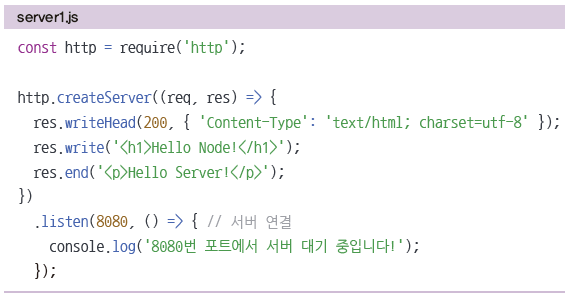 server1.js
const http = require('http');

http.createServer((req, res) => {
  res.writeHead(200, { 'Content-Type': 'text/html; charset=utf-8' });
  res.write('<h1>Hello Node!</h1>');
  res.end('<p>Hello Server!</p>');
})
  .listen(8080, () => { // 서버 연결
    console.log('8080번 포트에서 서버 대기 중입니다!');
  });